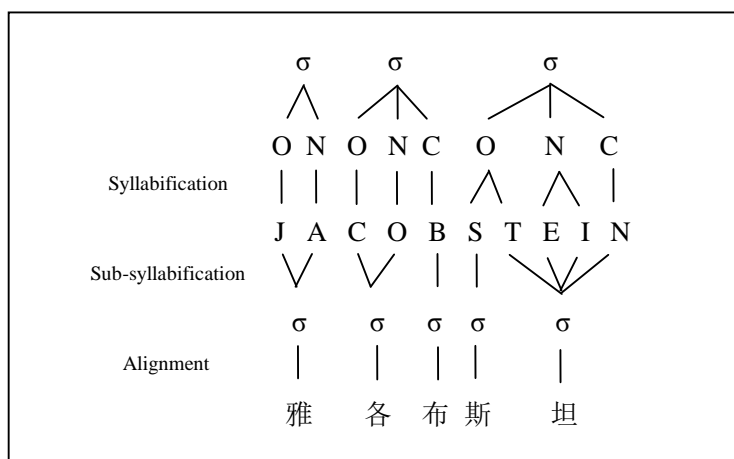 σ σ σ
O N O N C O N C
Syllabification
J A C O B S T E I N
Sub-syllabification
σ σ σ σ σ
Alignment
雅 各 布 斯 坦